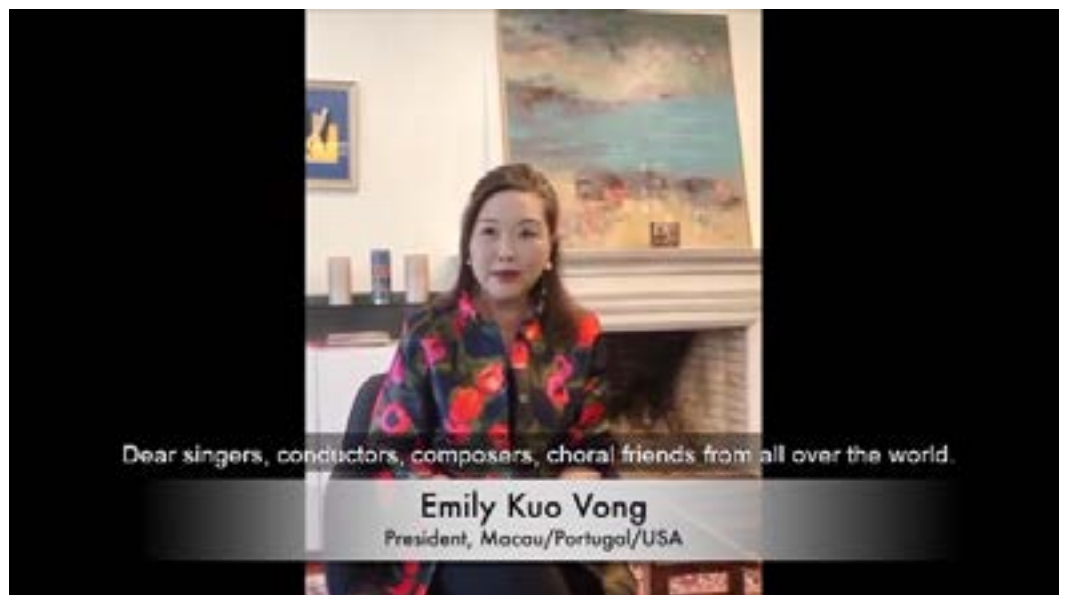 Dear singers, conductors, composers, choral friends from all over the world.
Emily Kuo Vong
President, Macau/Portugal/USA